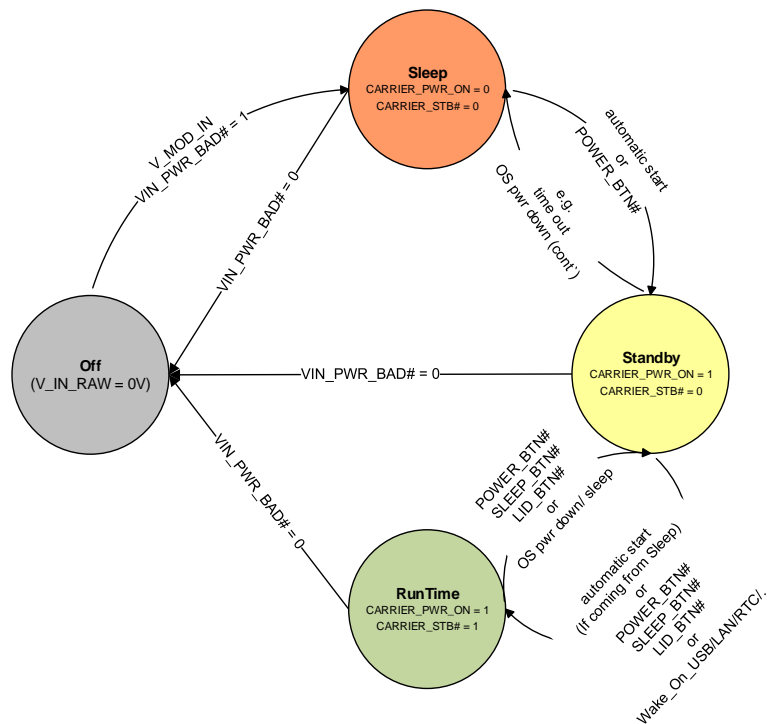 Sleep
CARRIER_PWR_ON = 0
CARRIER_STB# = 0
V_MOD_IN
VIN_PWR_BAD# = 1
VIN_PWR_BAD# = 0
automatic start
or
POWER_BTN#
e.g.
time out
OS pwr down (cont`)
Off
(V_IN_RAW = 0V)
VIN_PWR_BAD# = 0
Standby
CARRIER_PWR_ON = 1
CARRIER_STB# = 0
VIN_PWR_BAD# = 0
POWER_BTN#
SLEEP_BTN#
LID_BTN#
or
OS pwr down/ sleep
RunTime
CARRIER_PWR_ON = 1
CARRIER_STB# = 1
automatic start
(If coming from Sleep)
or
POWER_BTN#
SLEEP_BTN#
LID_BTN#
or
Wake_On_USB/LAN/RTC/.